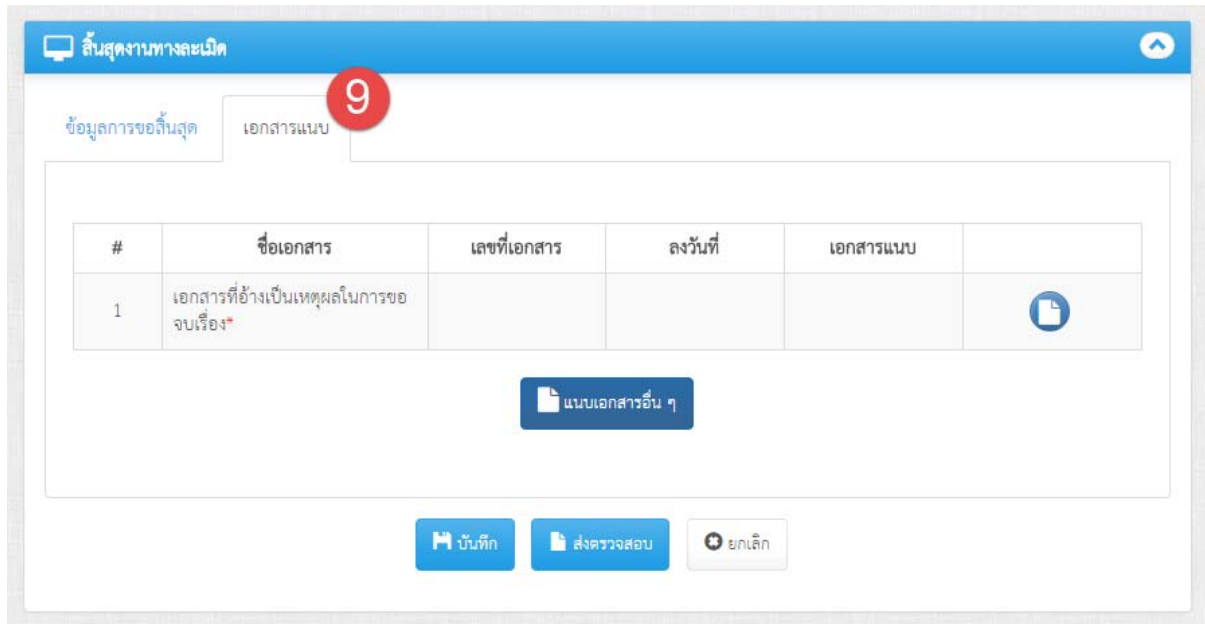 สิ้นสุดงานทางละเมิด
9
ข้อมูลการขอสิ้นสุด เอกสารแนบ
# ชื่อเอกสาร เลขที่เอกสาร ลงวันที่ เอกสารแนบ
1 เอกสารที่อ้างเป็นเหตุผลในการขอ
จบเรื่อง*
แนบเอกสารอื่น ๆ
บันทึก ส่งตรวจสอบ ยกเลิก